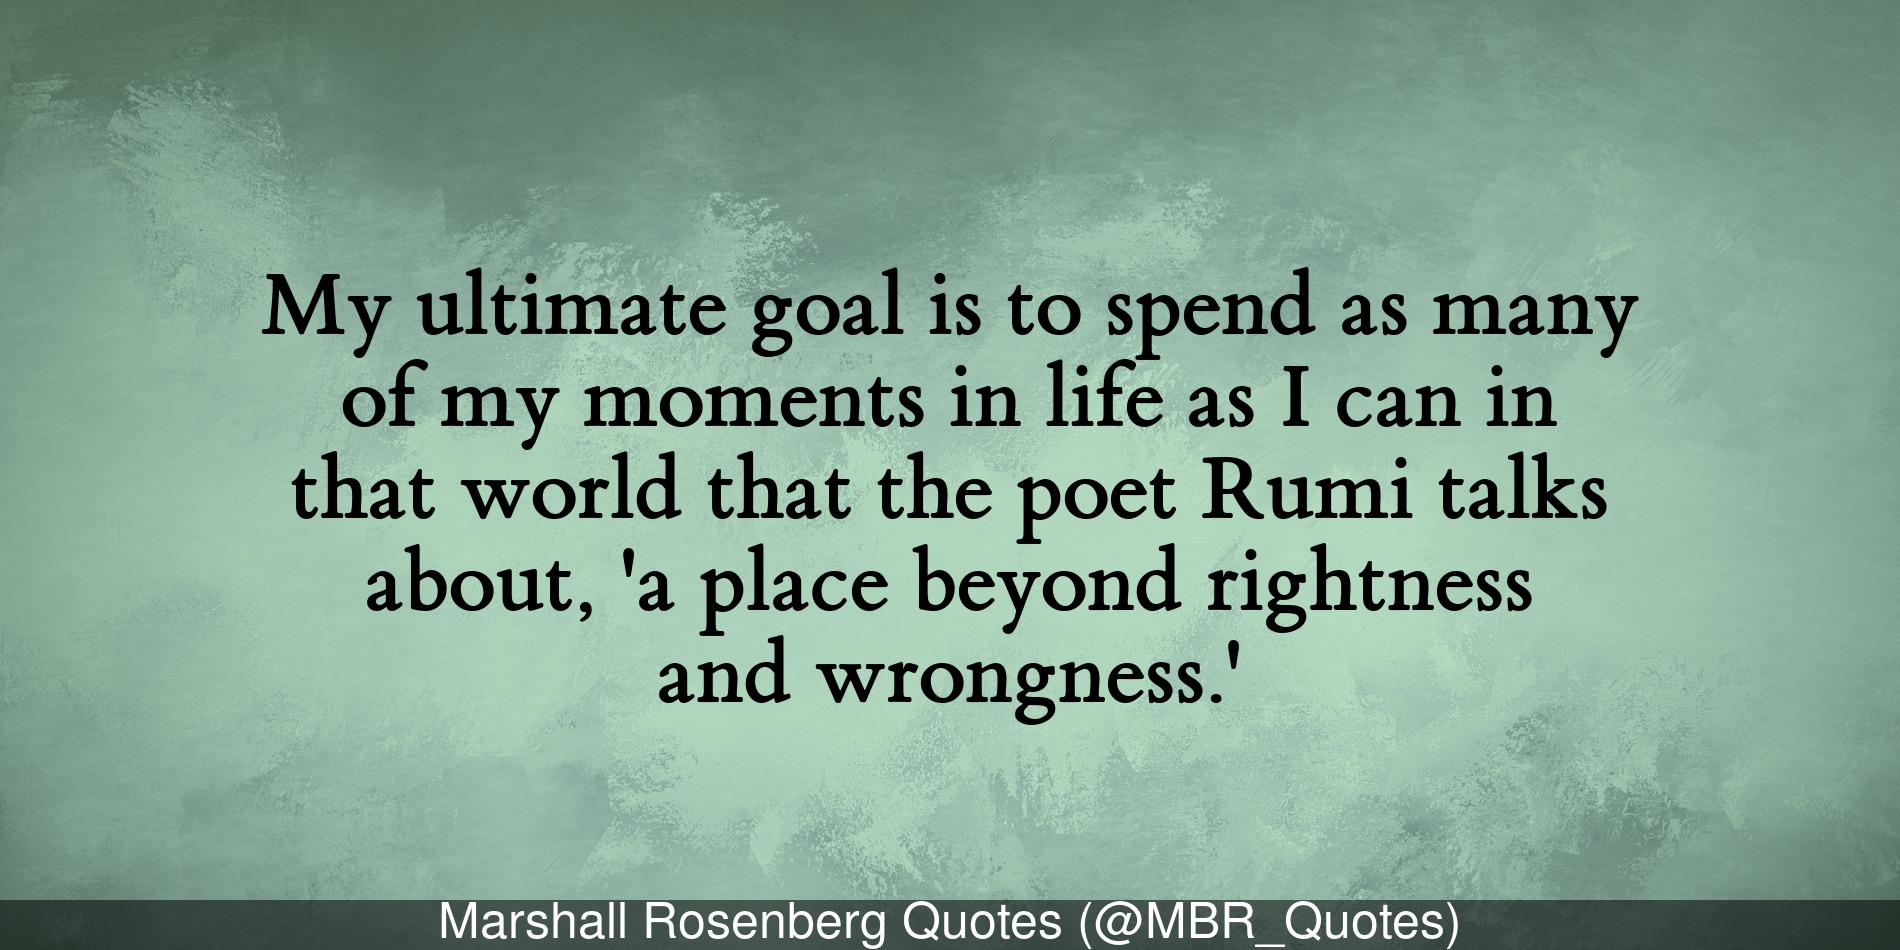 My ultimate goal is to spend as many
of my moments in life as I can in
that world that the poet Rumi talks
about, 'a place beyond rightness
and wrongness.'
Marshall Rosenberg Quotes (@MBR_Quotes)